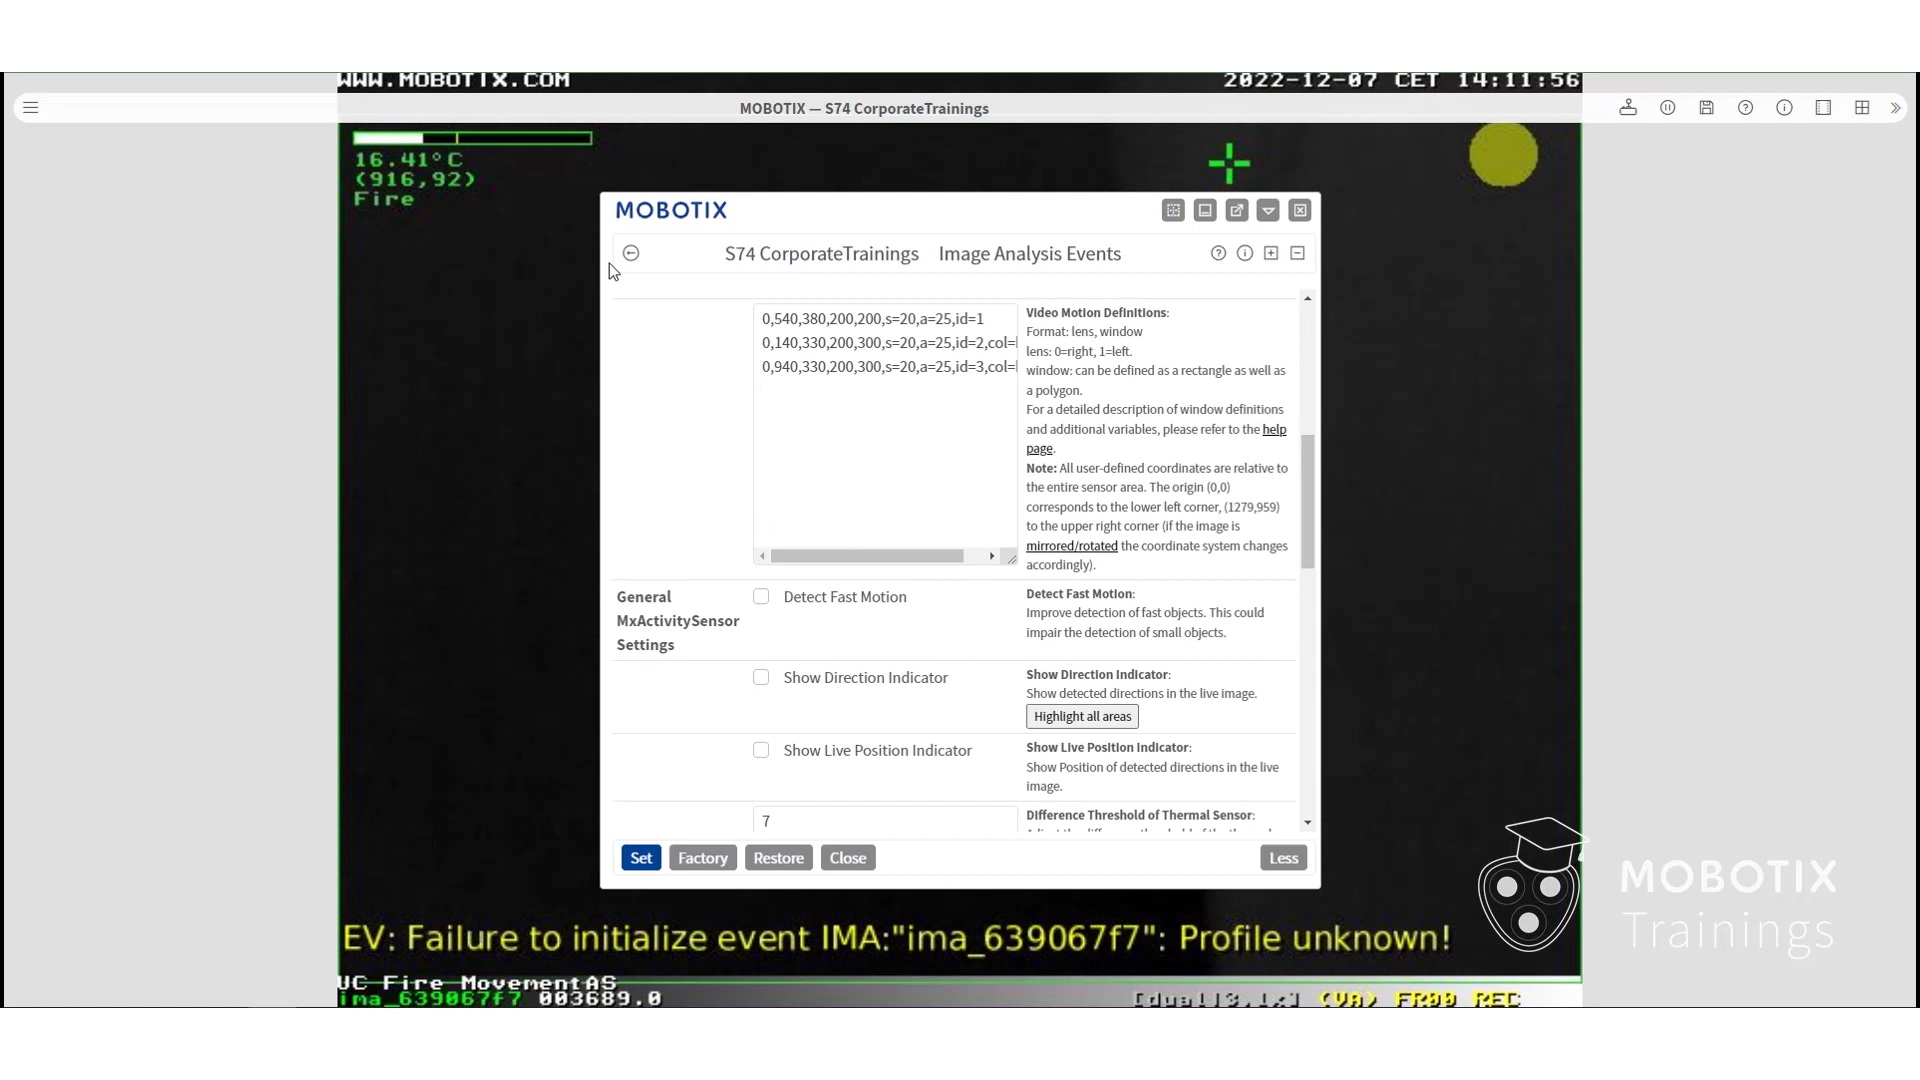 WWW.MOBOTIX.COM
2022-12-07 CET 14:11:56
MOBOTIX — S74 CorporateTrainings
16.41°C
(916,92)
Fire
MOBOTIX
S74 CorporateTrainings Image Analysis Events
0,540,380,200,200,s=20,a=25,id=1
0,140,330,200,300,s=20,a=25,id=2,col=
0,940,330,200,300,s=20,a=25,id=3,col=
Video Motion Definitions:
Format: lens, window
lens: 0=right, 1=left.
window: can be defined as a rectangle as well as
a polygon.
For a detailed description of window definitions
and additional variables, please refer to the help
page.
Note: All user-defined coordinates are relative to
the entire sensor area. The origin (0,0)
corresponds to the lower left corner, (1279,959)
to the upper right corner (if the image is
mirrored/rotated the coordinate system changes
accordingly).
General
MxActivitySensor
Settings
Detect Fast Motion
Detect Fast Motion:
Improve detection of fast objects. This could
impair the detection of small objects.
Show Direction Indicator
Show Direction Indicator:
Show detected directions in the live image.
Highlight all areas
Show Live Position Indicator
Show Live Position Indicator:
Show Position of detected directions in the live
image.
7
Difference Threshold of Thermal Sensor:
Set Factory Restore Close Less
MOBOTIX
Trainings
EV: Failure to initialize event IMA:"ima_639067f7": Profile unknown!
UC Fire MovementAS
ima_639067f7 003689.0
(VA) FR00 REC